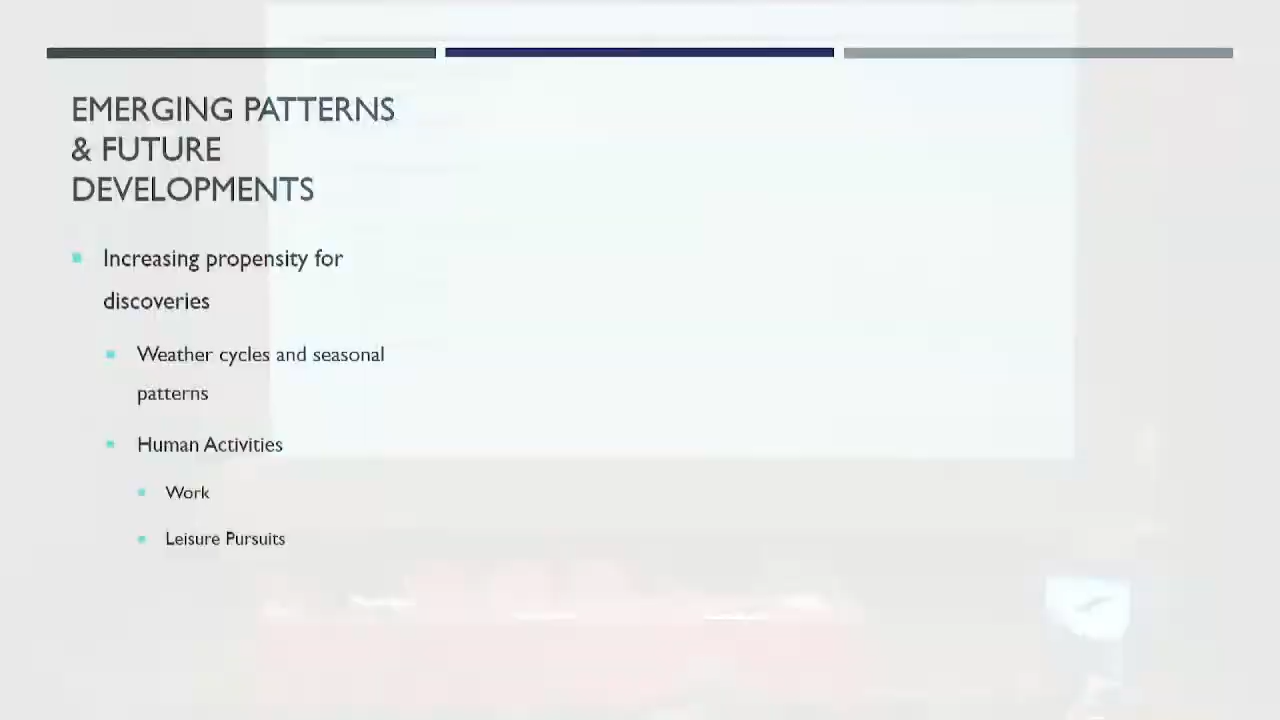 EMERGING PATTERNS
& FUTURE
DEVELOPMENTS
Increasing propensity for
discoveries
Weather cycles and seasonal
patterns
Human Activities
Work
Leisure Pursuits